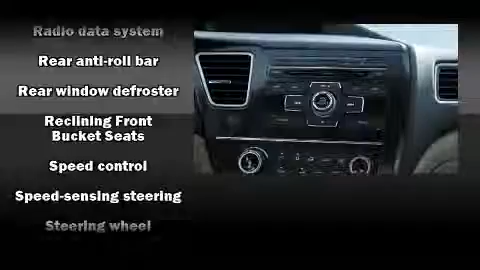 Radio data system
Rear anti-roll bar
Rear window defroster
Reclining Front
Bucket Seats
Speed control
Speed-sensing steering
Steering wheel